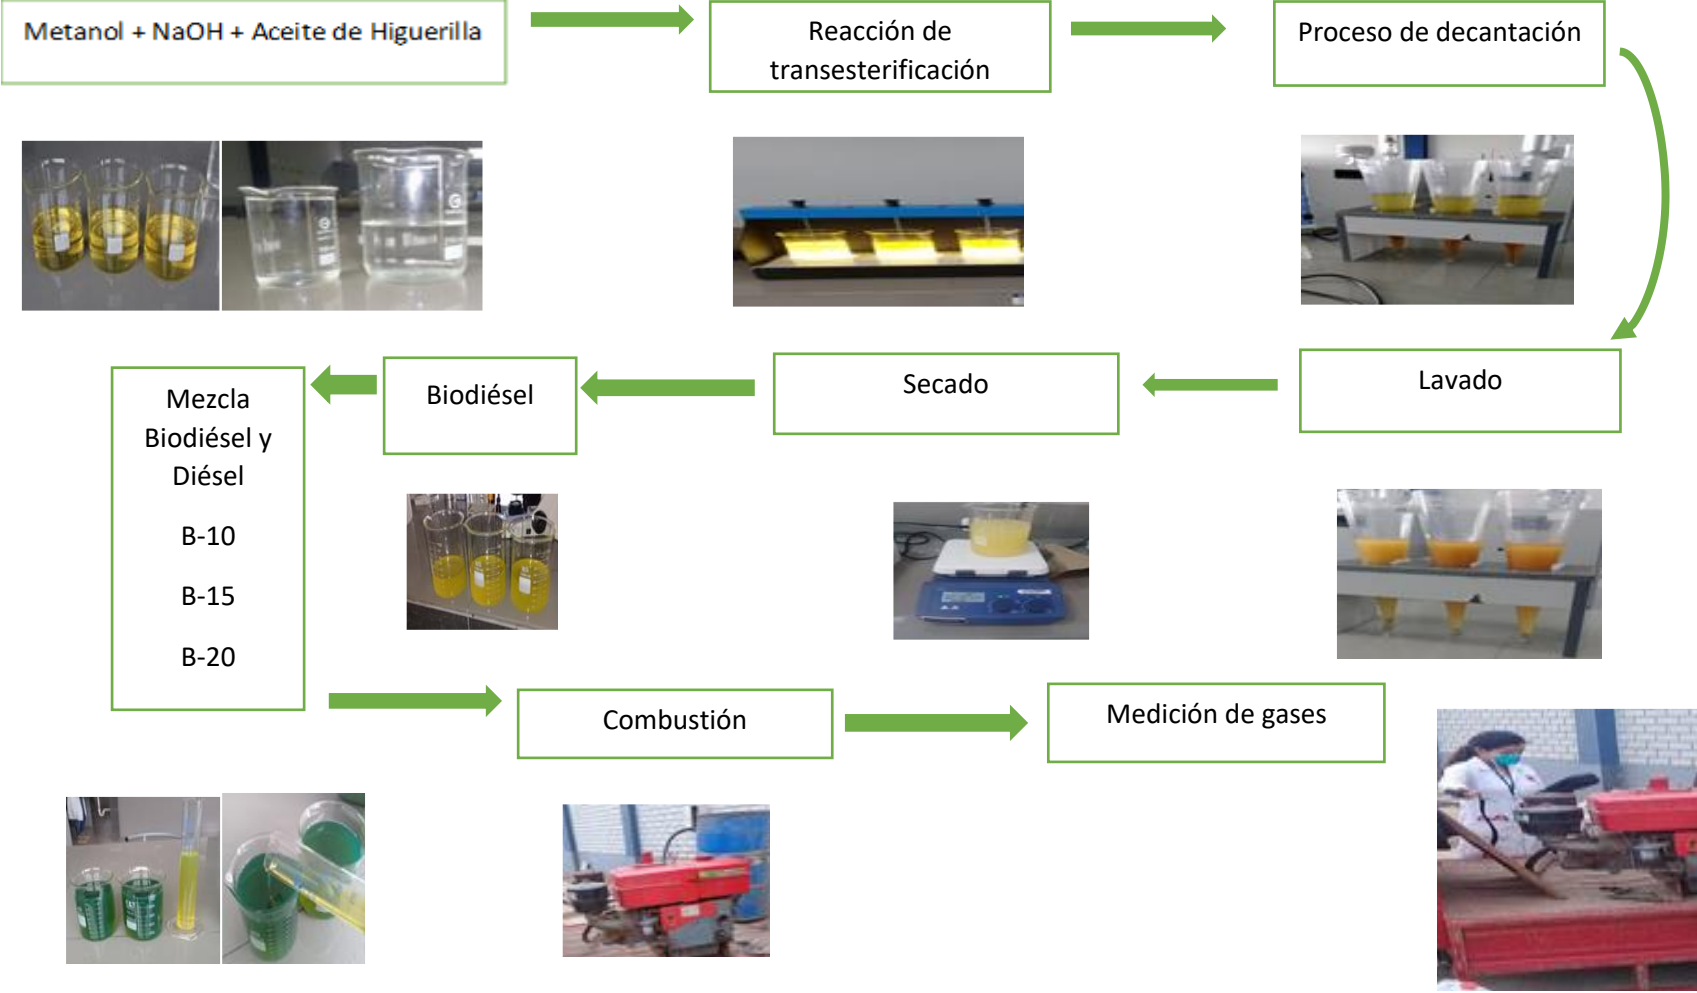 Metanol + NaOH + Aceite de Higuerilla
Reacción de
transesterificación
Proceso de decantación
Lavado
Secado
Biodiésel
Mezcla
Biodiésel y
Diésel
B-10
B-15
B-20
Combustión
Medición de gases